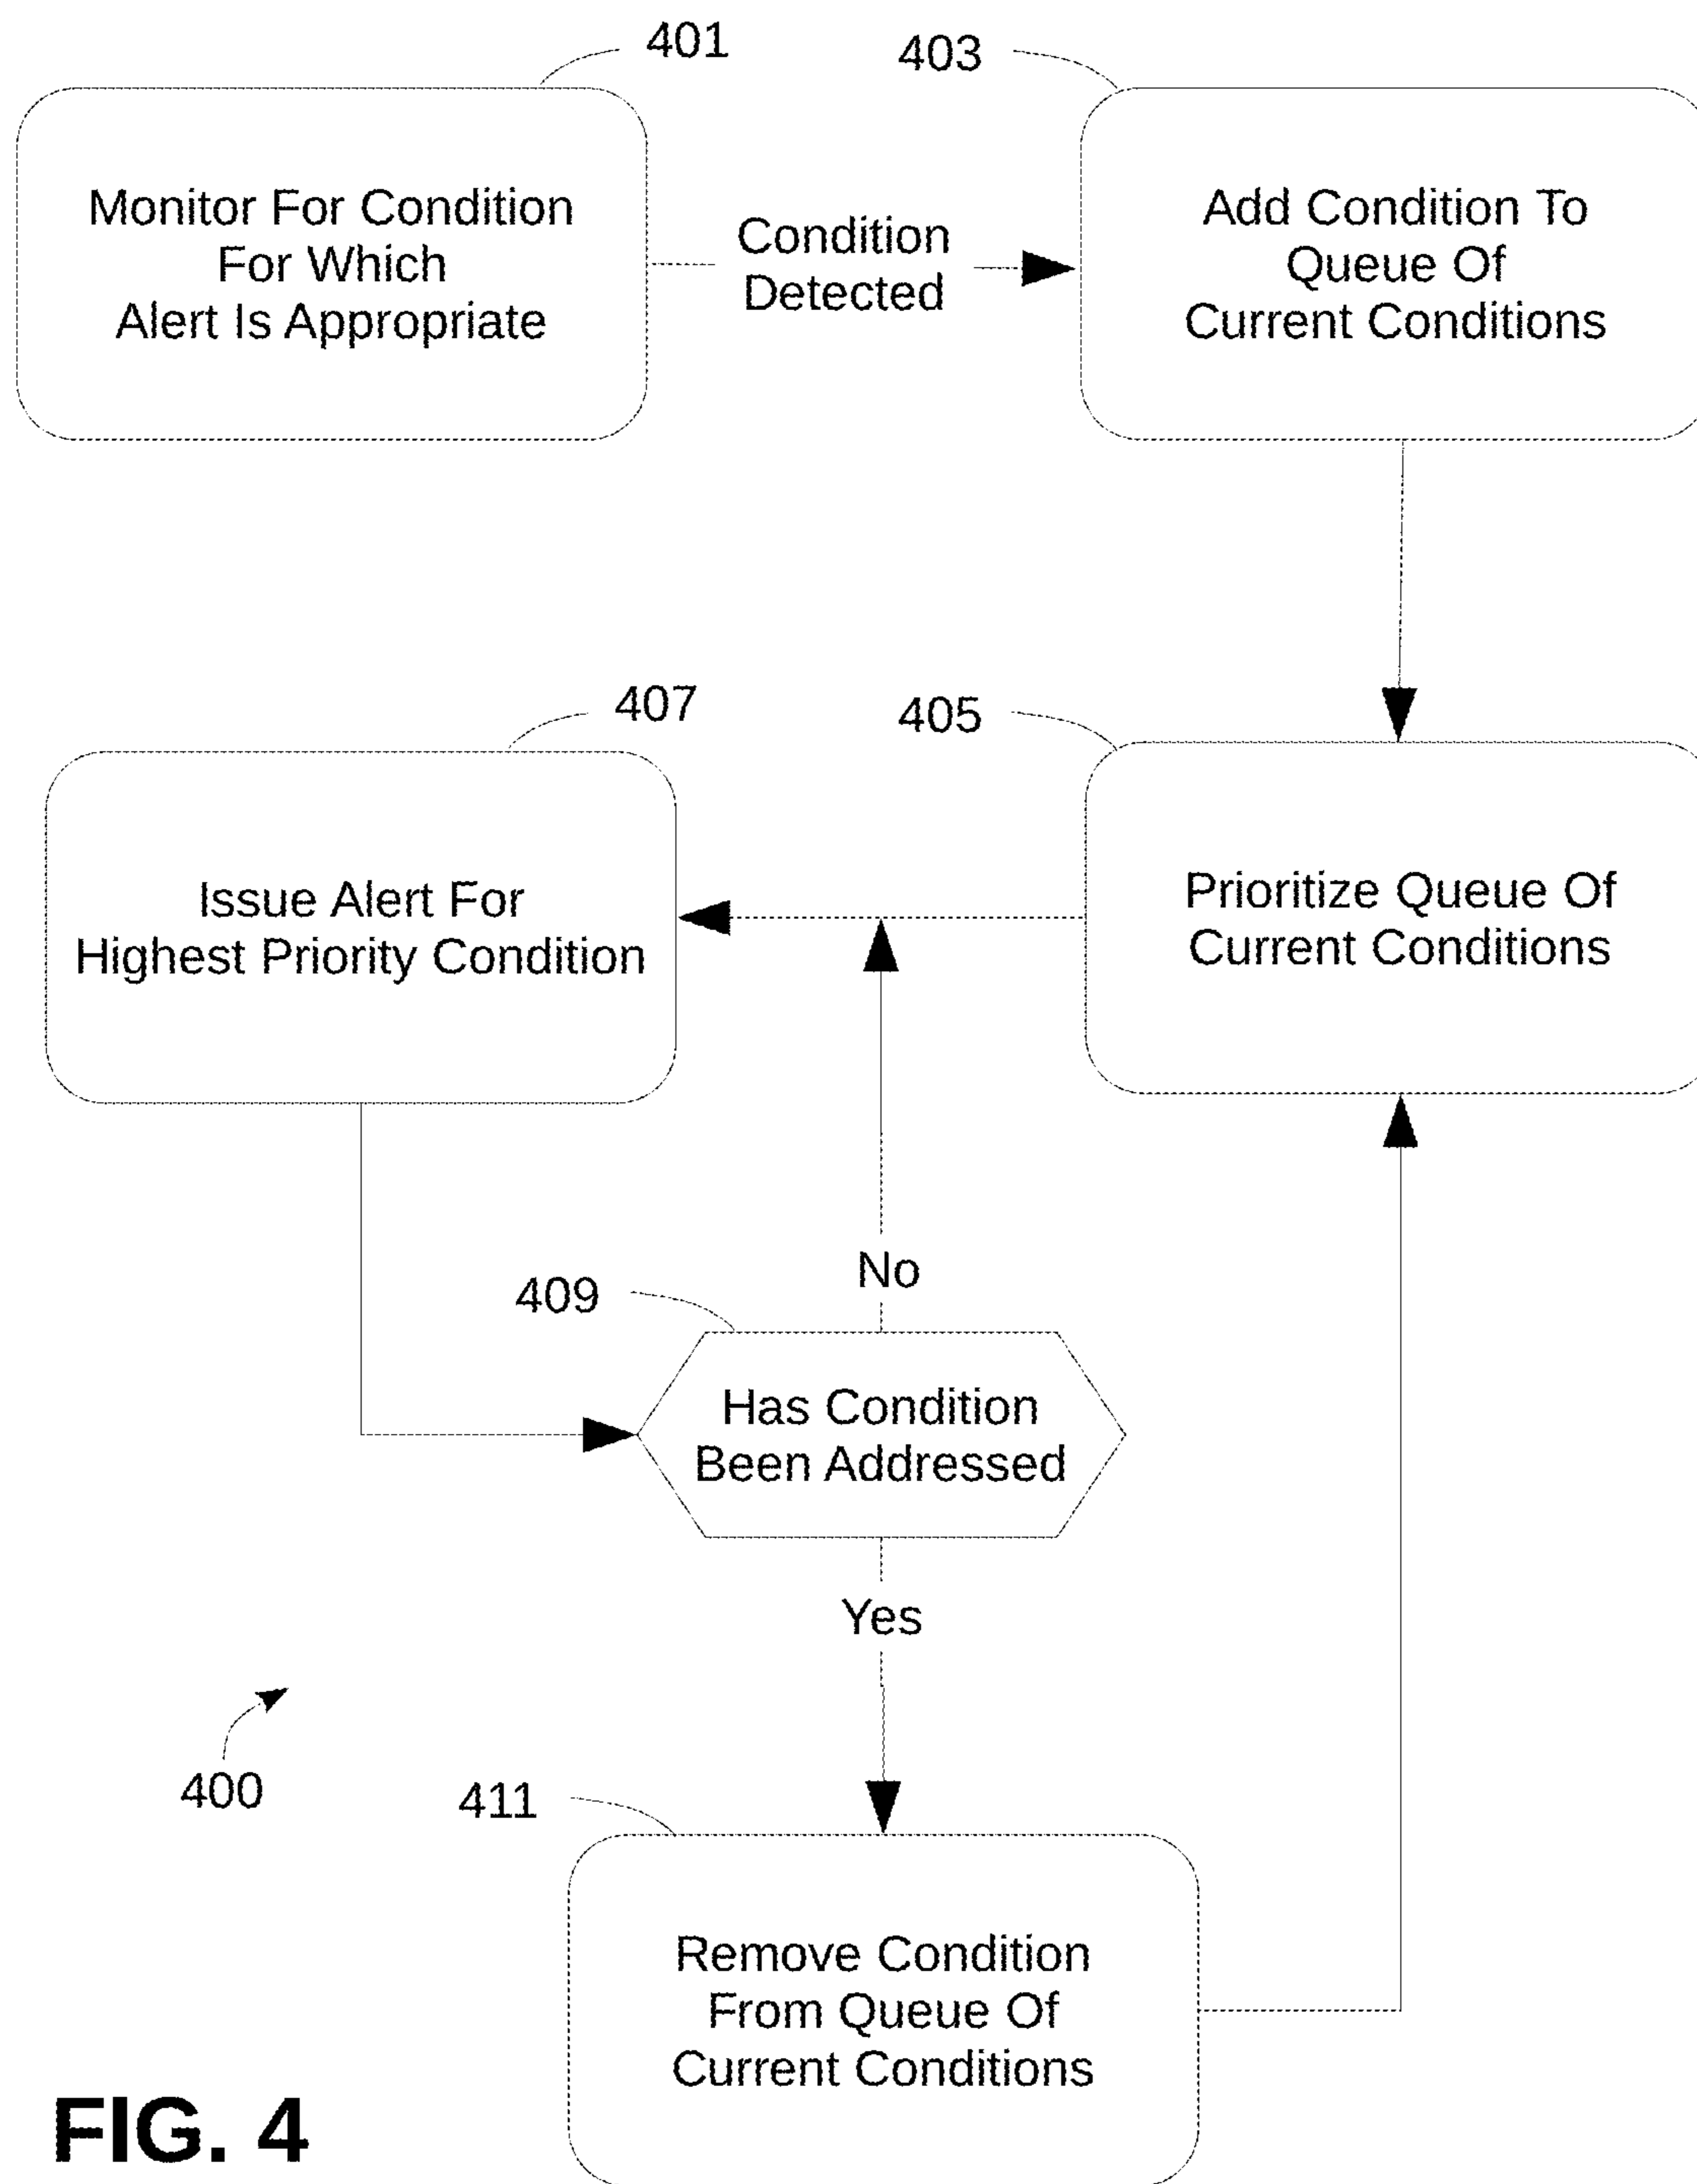 401
403
Monitor For Condition
For Which
Alert Is Appropriate
Condition
Detected
Add Condition To
Queue Of
Current Conditions
407
405
Issue Alert For
Highest Priority Condition
Prioritize Queue Of
Current Conditions
No
409
Has Condition
Been Addressed
Yes
400
411
Remove Condition
From Queue Of
Current Conditions
FIG. 4